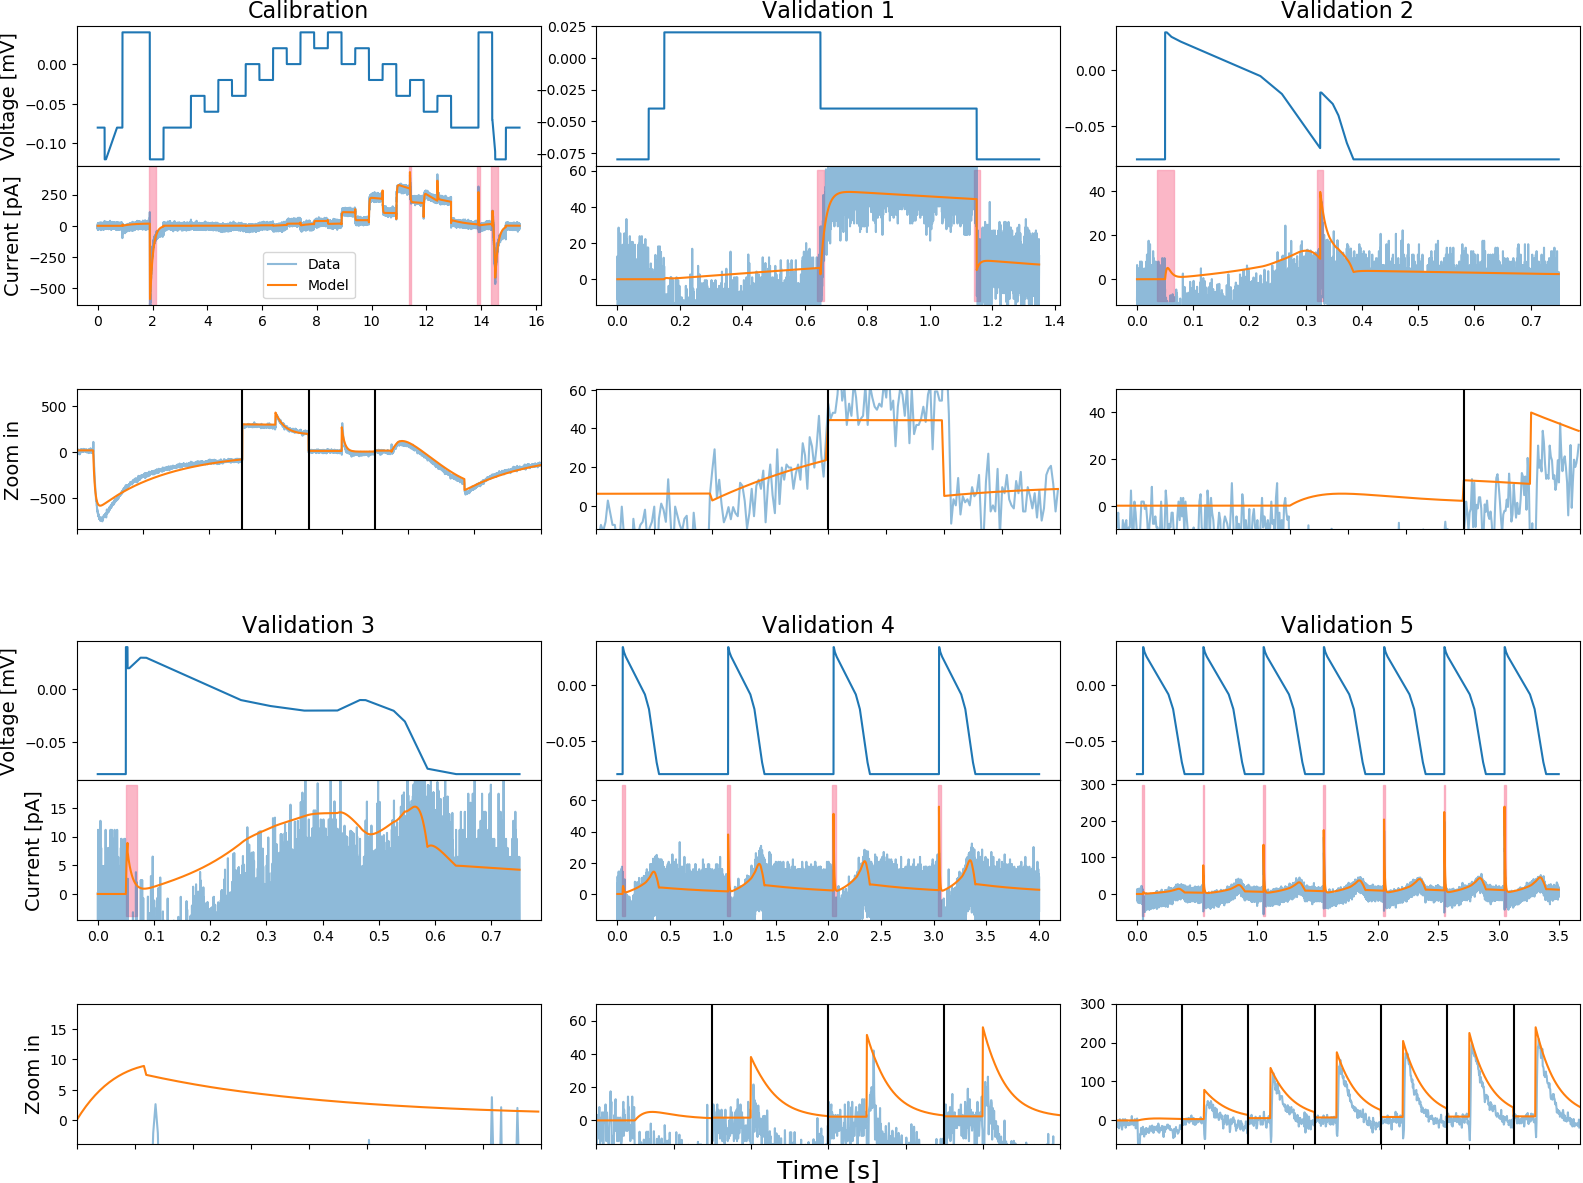 Calibration
Validation 1
Validation 2
Voltage [mV]
0.00
−0.05
−0.10
0.025
0.000
−0.025
−0.050
−0.075
0.00
−0.05
Current [pA]
250
0
−250
−500
Data
Model
60
40
20
0
40
20
0
0 2 4 6 8 10 12 14 16
0.0 0.2 0.4 0.6 0.8 1.0 1.2 1.4
0.0 0.1 0.2 0.3 0.4 0.5 0.6 0.7
Zoom in
500
0
−500
60
40
20
0
40
20
0
Validation 3
Validation 4
Validation 5
Voltage [mV]
0.00
−0.05
0.00
−0.05
0.00
−0.05
Current [pA]
15
10
5
0
60
40
20
0
300
200
100
0
0.0 0.1 0.2 0.3 0.4 0.5 0.6 0.7
0.0 0.5 1.0 1.5 2.0 2.5 3.0 3.5 4.0
0.0 0.5 1.0 1.5 2.0 2.5 3.0 3.5
Zoom in
15
10
5
0
60
40
20
0
300
200
100
0
Time [s]